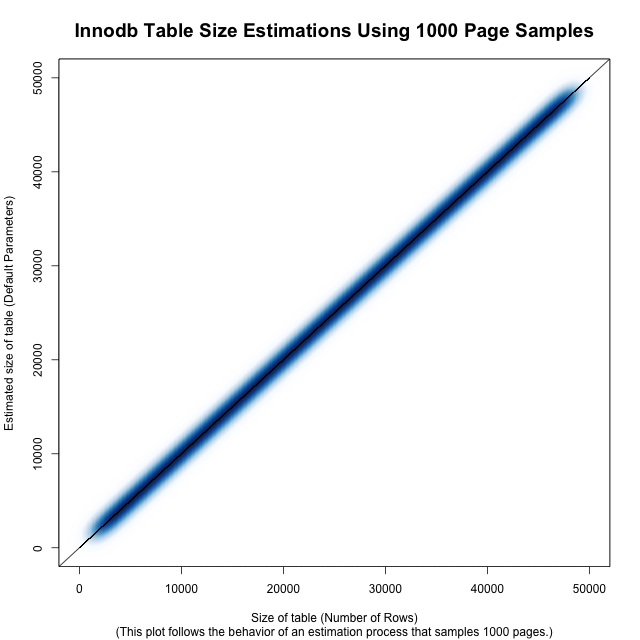 Innodb Table Size Estimations Using 1000 Page Samples
Estimated size of table (Default Parameters)
50000
40000
30000
20000
10000
0
0 10000 20000 30000 40000 50000
Size of table (Number of Rows)
(This plot follows the behavior of an estimation process that samples 1000 pages.)